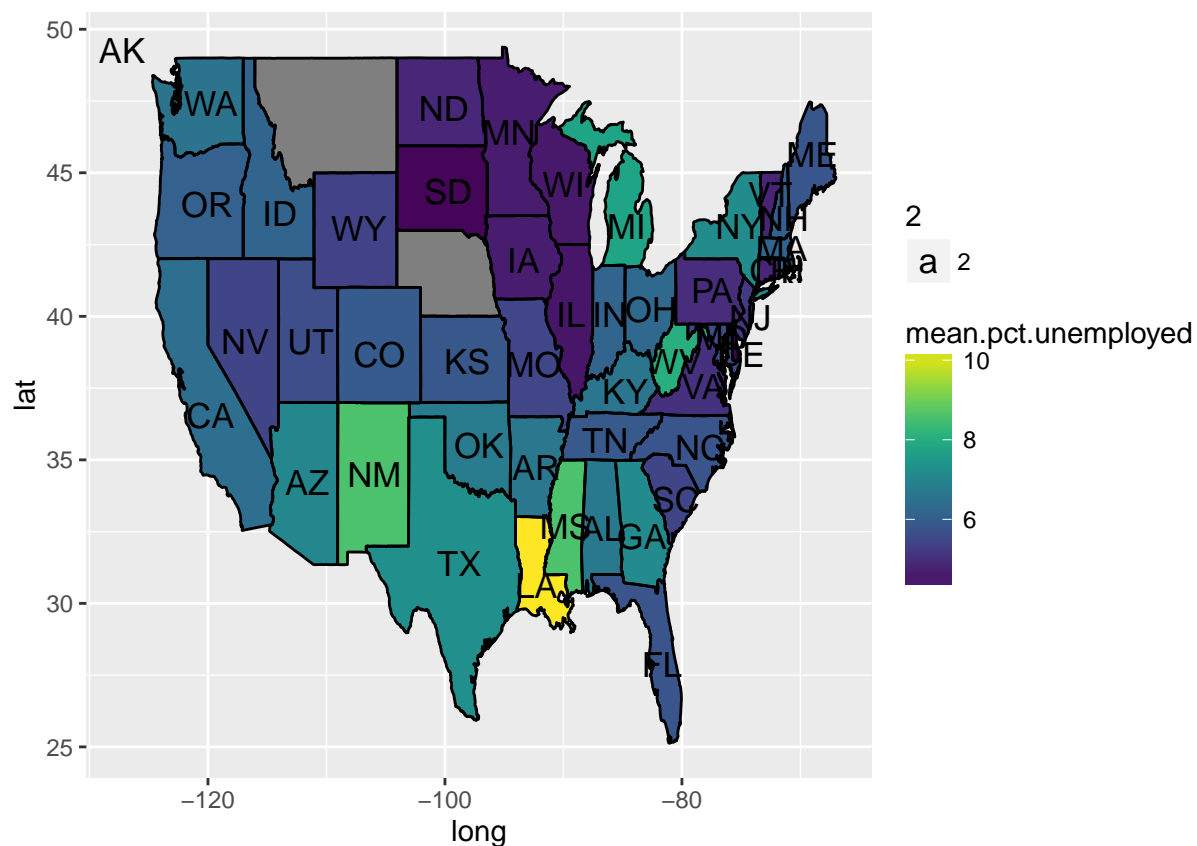 50
45
40
35
30
25
lat
−120
−100
−80
long
AK
WA
ND
MN
ME
OR
ID
WY
SD
WI
MI
NY
VT
NH
MA
IA
PA
NV
UT
CO
KS
MO
IL
IN
OH
NJ
DE
WV
VA
CA
KY
TN
NC
AZ
NM
OK
AR
SC
TX
MS
AL
GA
LA
FL
2
a 2
mean.pct.unemployed
10
8
6